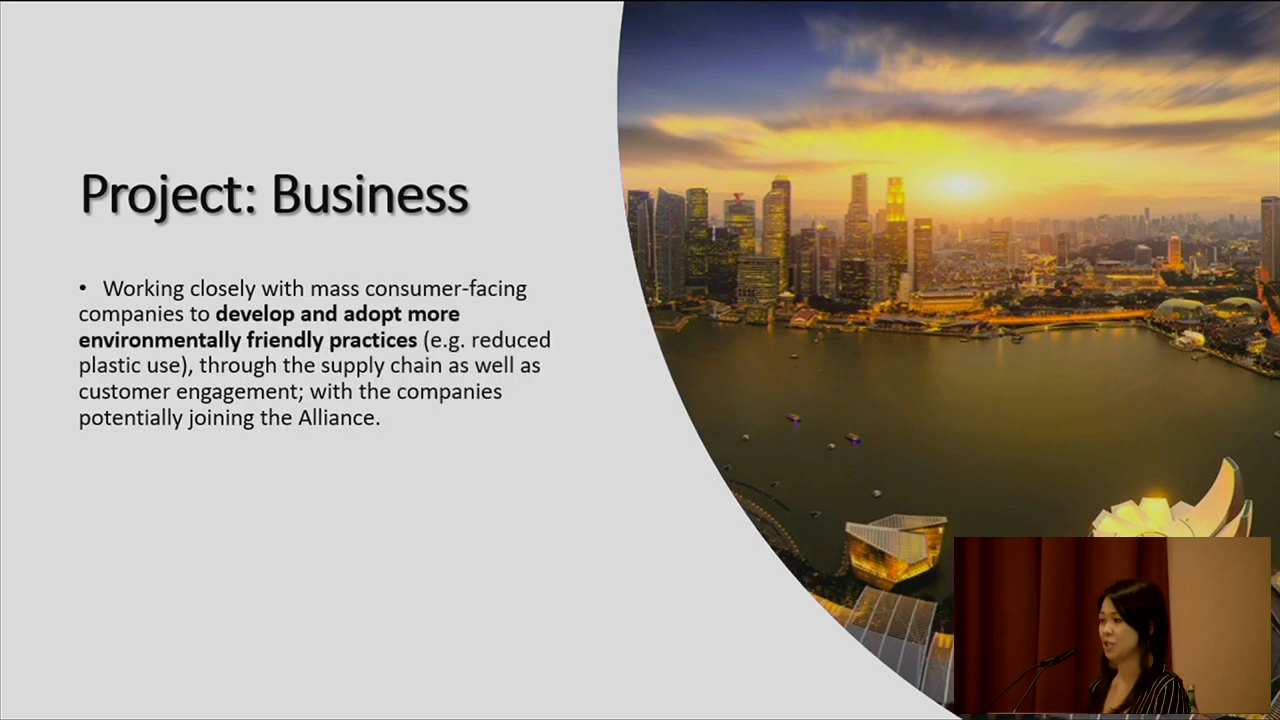 Project: Business
• Working closely with mass consumer-facing
companies to develop and adopt more
environmentally friendly practices (e.g. reduced
plastic use), through the supply chain as well as
customer engagement; with the companies
potentially joining the Alliance.